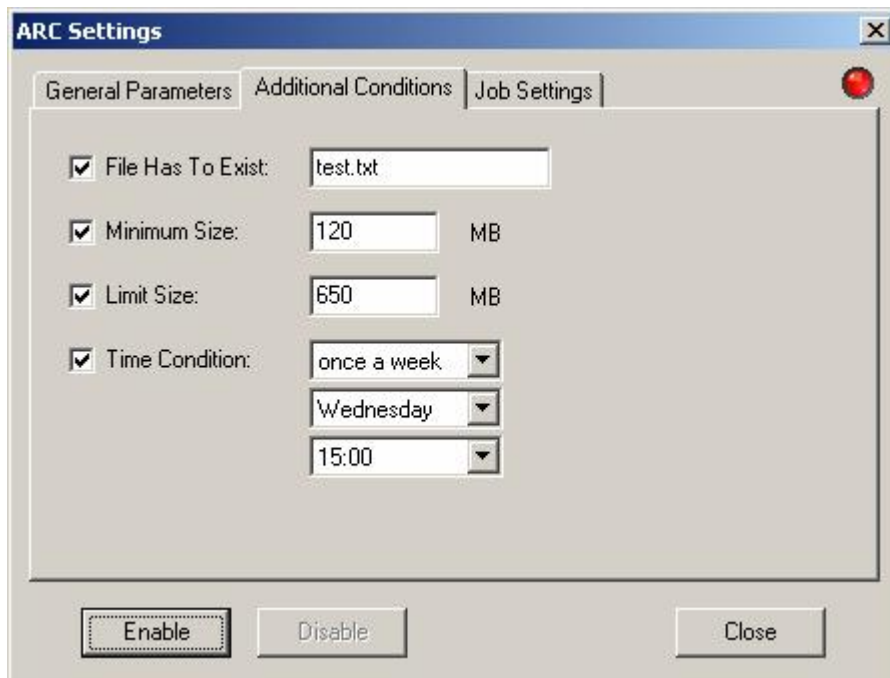 ARC Settings
General Parameters Additional Conditions Job Settings
File Has To Exist: test.txt
Minimum Size: 120 MB
Limit Size: 650 MB
Time Condition: once a week
Wednesday
15:00
Enable Disable Close